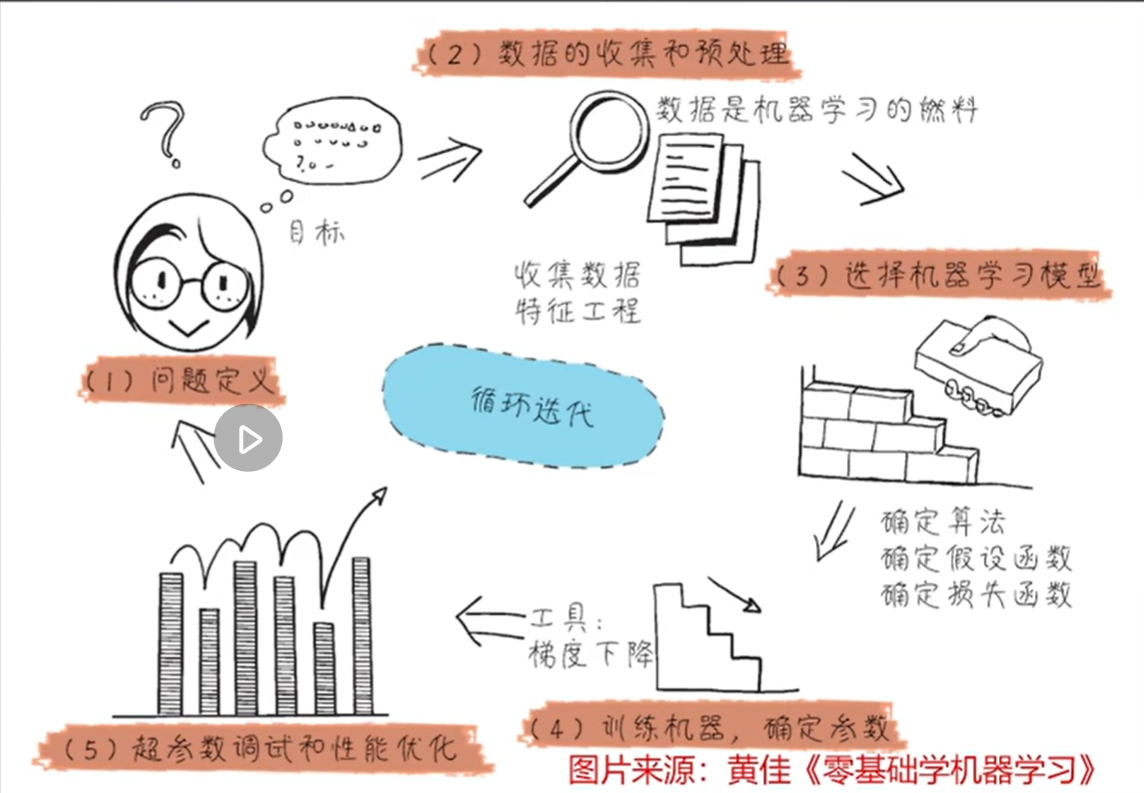 (2)数据的收集和预处理
数据是机器学习的燃料
?
目标
收集数据
特征工程
(3)选择机器学习模型
(1)问题定义
循环迭代
确定算法
确定假设函数
确定损失函数
工具:
梯度下降
(4)训练机器,确定参数
(5)超参数调试和性能优化
图片来源:黄佳《零基础学机器学习》